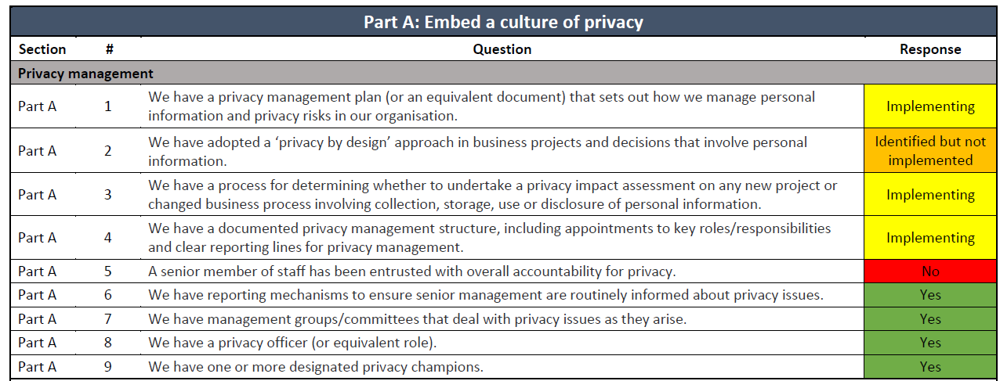 Part A: Embed a culture of privacy
Section # Question Response
Privacy management
Part A 1 We have a privacy management plan (or an equivalent document) that sets out how we manage personal
information and privacy risks in our organisation. Implementing
Part A 2 We have adopted a ‘privacy by design’ approach in business projects and decisions that involve personal
information. Identified but not
implemented
Part A 3 We have a process for determining whether to undertake a privacy impact assessment on any new project or
changed business process involving collection, storage, use or disclosure of personal information. Implementing
Part A 4 We have a documented privacy management structure, including appointments to key roles/responsibilities
and clear reporting lines for privacy management. Implementing
Part A 5 A senior member of staff has been entrusted with overall accountability for privacy. No
Part A 6 We have reporting mechanisms to ensure senior management are routinely informed about privacy issues. Yes
Part A 7 We have management groups/committees that deal with privacy issues as they arise. Yes
Part A 8 We have a privacy officer (or equivalent role). Yes
Part A 9 We have one or more designated privacy champions. Yes